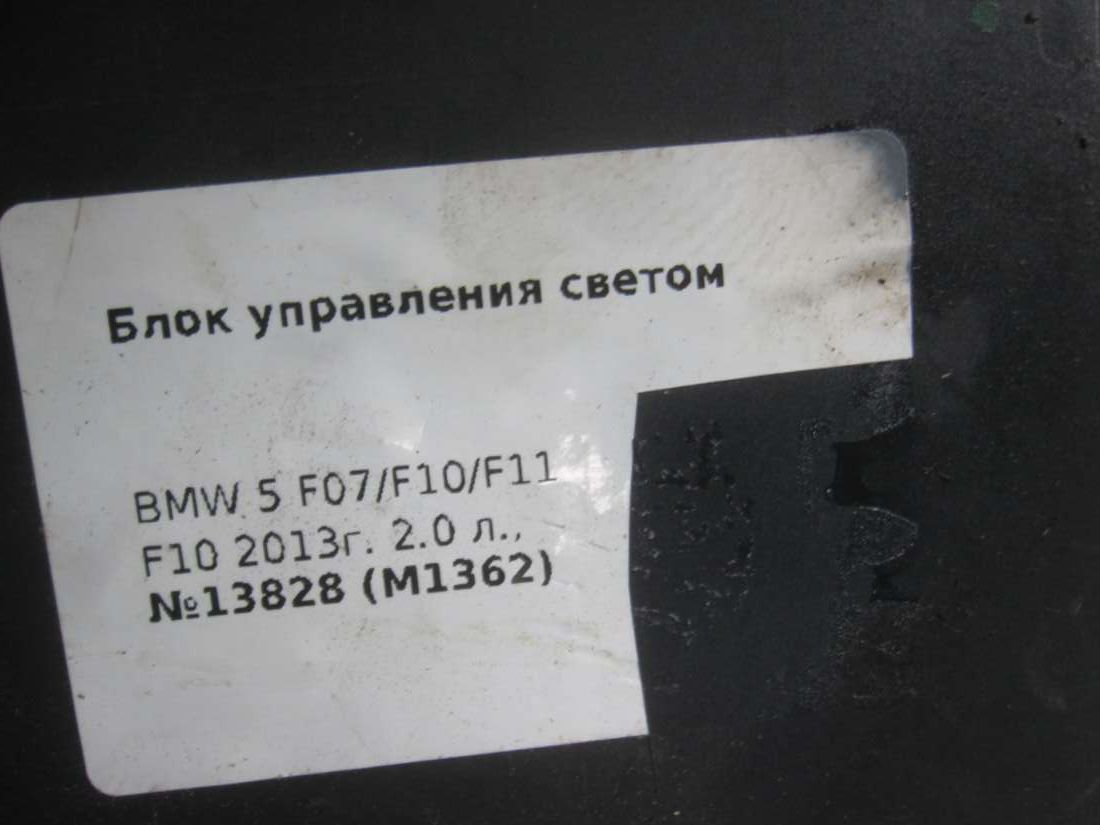 Блок управления светом
BMW 5 F07/F10/F11
F10 2013г. 2.0 л.,
№13828 (M1362)